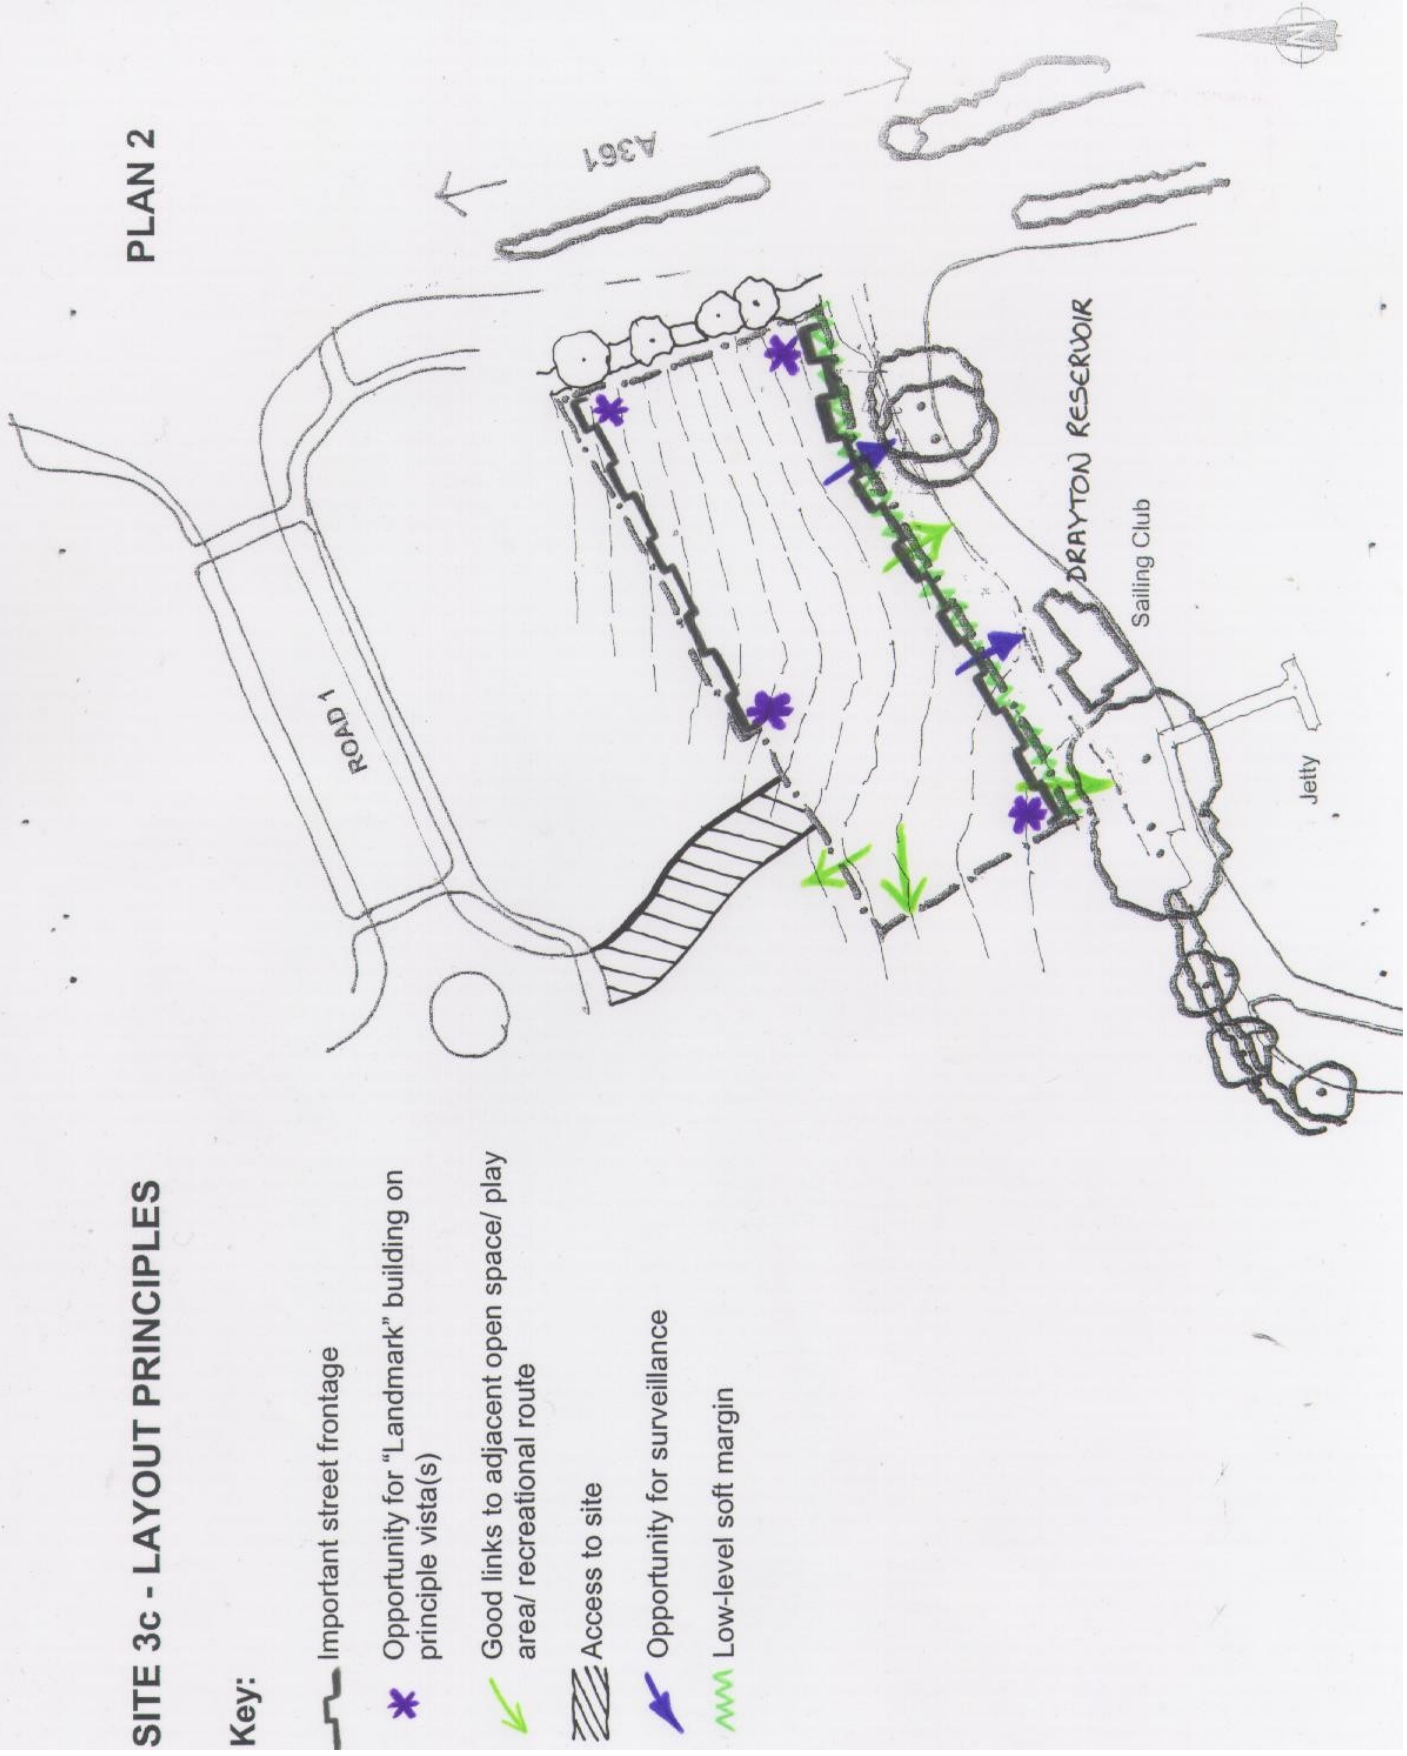 SITE 3c - LAYOUT PRINCIPLES
PLAN 2
Key:
Important street frontage
Opportunity for “Landmark” building on
principle vista(s)
Good links to adjacent open space/ play
area/ recreational route
Access to site
Opportunity for surveillance
Low-level soft margin
ROAD 1
A361
DRAYTON RESERVOIR
Sailing Club
Jetty
N